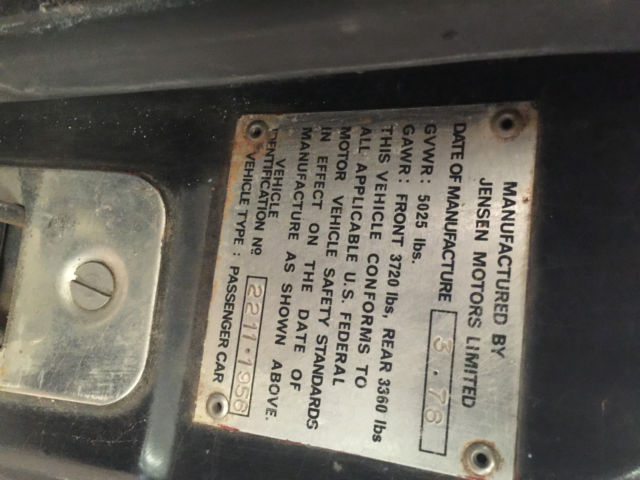 MANUFACTURED BY
JENSEN MOTORS LIMITED
DATE OF MANUFACTURE 3.76
GVWR: 5025 lbs.
GAWR: FRONT 3720 lbs, REAR 3360 lbs
THIS VEHICLE CONFORMS TO
ALL APPLICABLE U.S. FEDERAL
MOTOR VEHICLE SAFETY STANDARDS
IN EFFECT ON THE DATE OF
MANUFACTURE AS SHOWN ABOVE.
VEHICLE
IDENTIFICATION Nº 2211·1956
VEHICLE TYPE: PASSENGER CAR